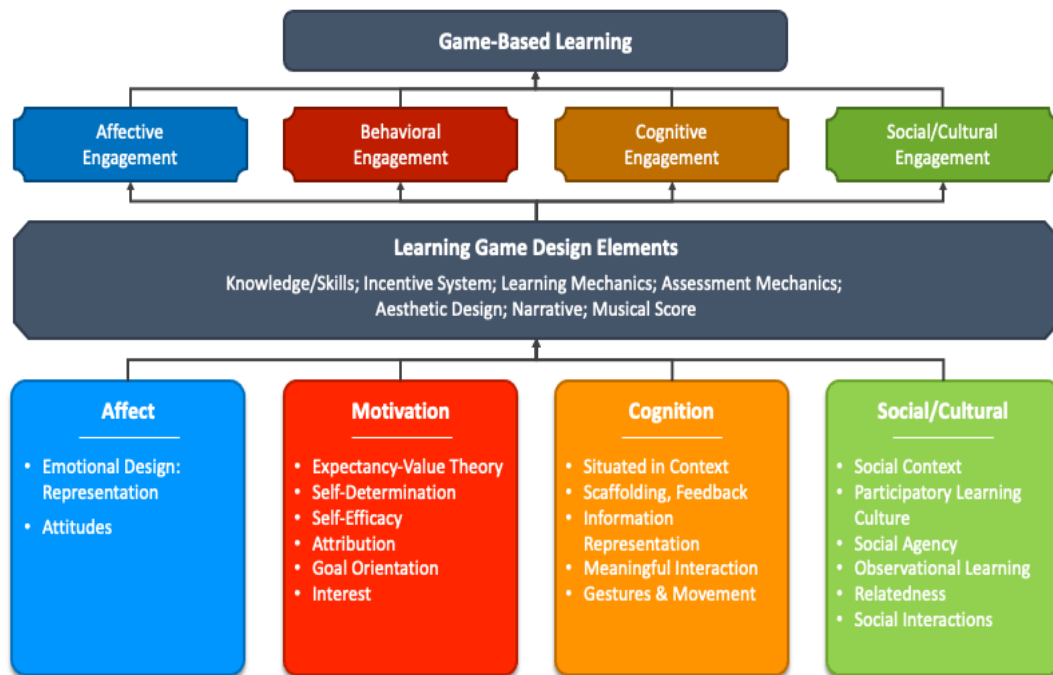 Game-Based Learning
Affective
Engagement
Behavioral
Engagement
Cognitive
Engagement
Social/Cultural
Engagement
Learning Game Design Elements
Knowledge/Skills; Incentive System; Learning Mechanics; Assessment Mechanics;
Aesthetic Design; Narrative; Musical Score
Affect
• Emotional Design:
Representation
• Attitudes
Motivation
• Expectancy-Value Theory
• Self-Determination
• Self-Efficacy
• Attribution
• Goal Orientation
• Interest
Cognition
• Situated in Context
• Scaffolding, Feedback
• Information
Representation
• Meaningful Interaction
• Gestures & Movement
Social/Cultural
• Social Context
• Participatory Learning
Culture
• Social Agency
• Observational Learning
• Relatedness
• Social Interactions